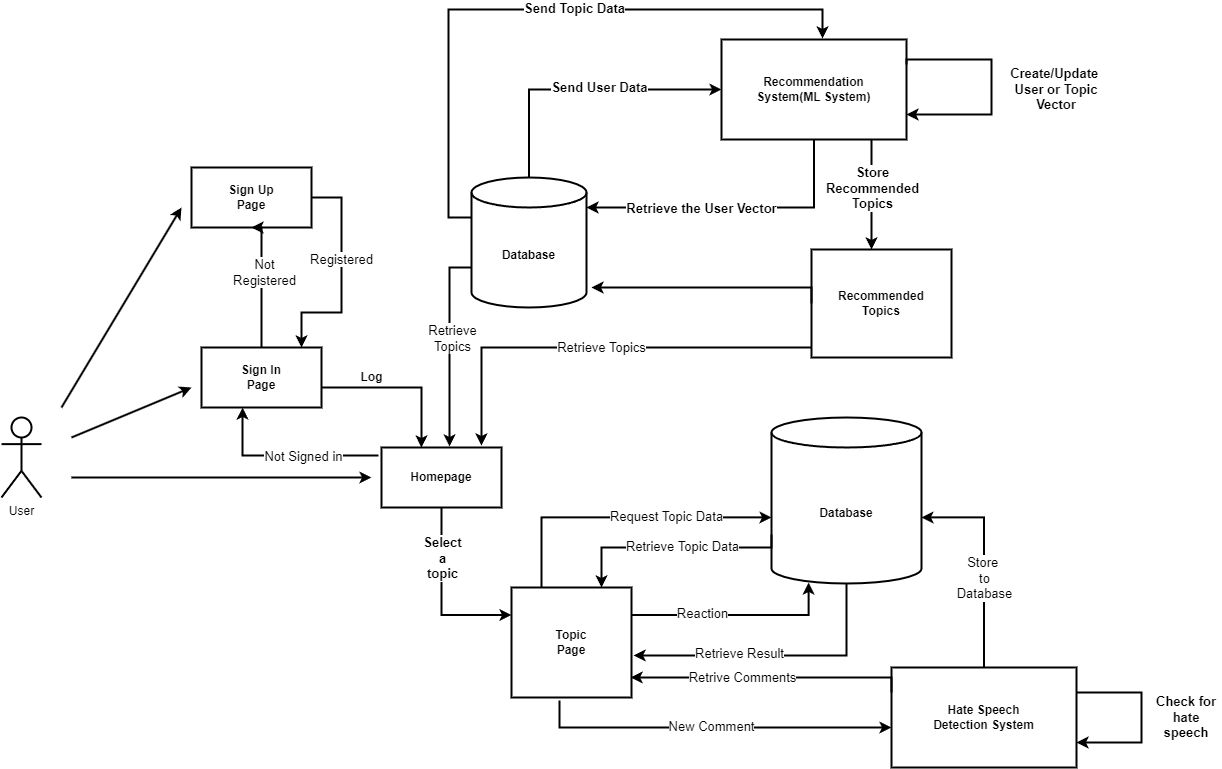 Send Topic Data
Recommendation
System(ML System)
Create/Update
User or Topic
Vector
Send User Data
Store
Recommended
Topics
Sign Up
Page
Retrieve the User Vector
Database
Not
Registered
Registered
Recommended
Topics
Retrieve
Topics
Retrieve Topics
Sign In
Page
Log
Not Signed in
Homepage
User
Select
a
topic
Request Topic Data
Database
Retrieve Topic Data
Store
to
Database
Reaction
Topic
Page
Retrieve Result
Retrive Comments
New Comment
Hate Speech
Detection System
Check for
hate
speech